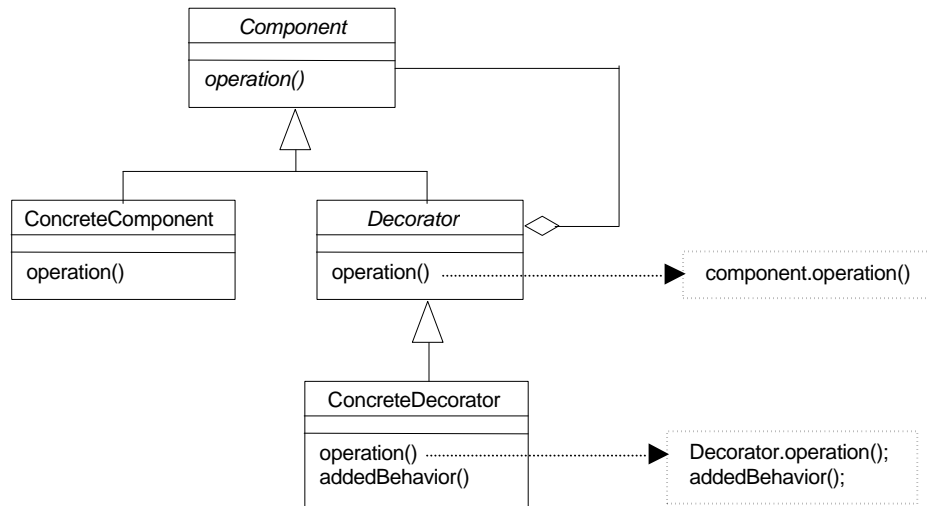 Component
operation()
ConcreteComponent
operation()
Decorator
operation()
component.operation()
ConcreteDecorator
operation()
addedBehavior()
Decorator.operation();
addedBehavior();